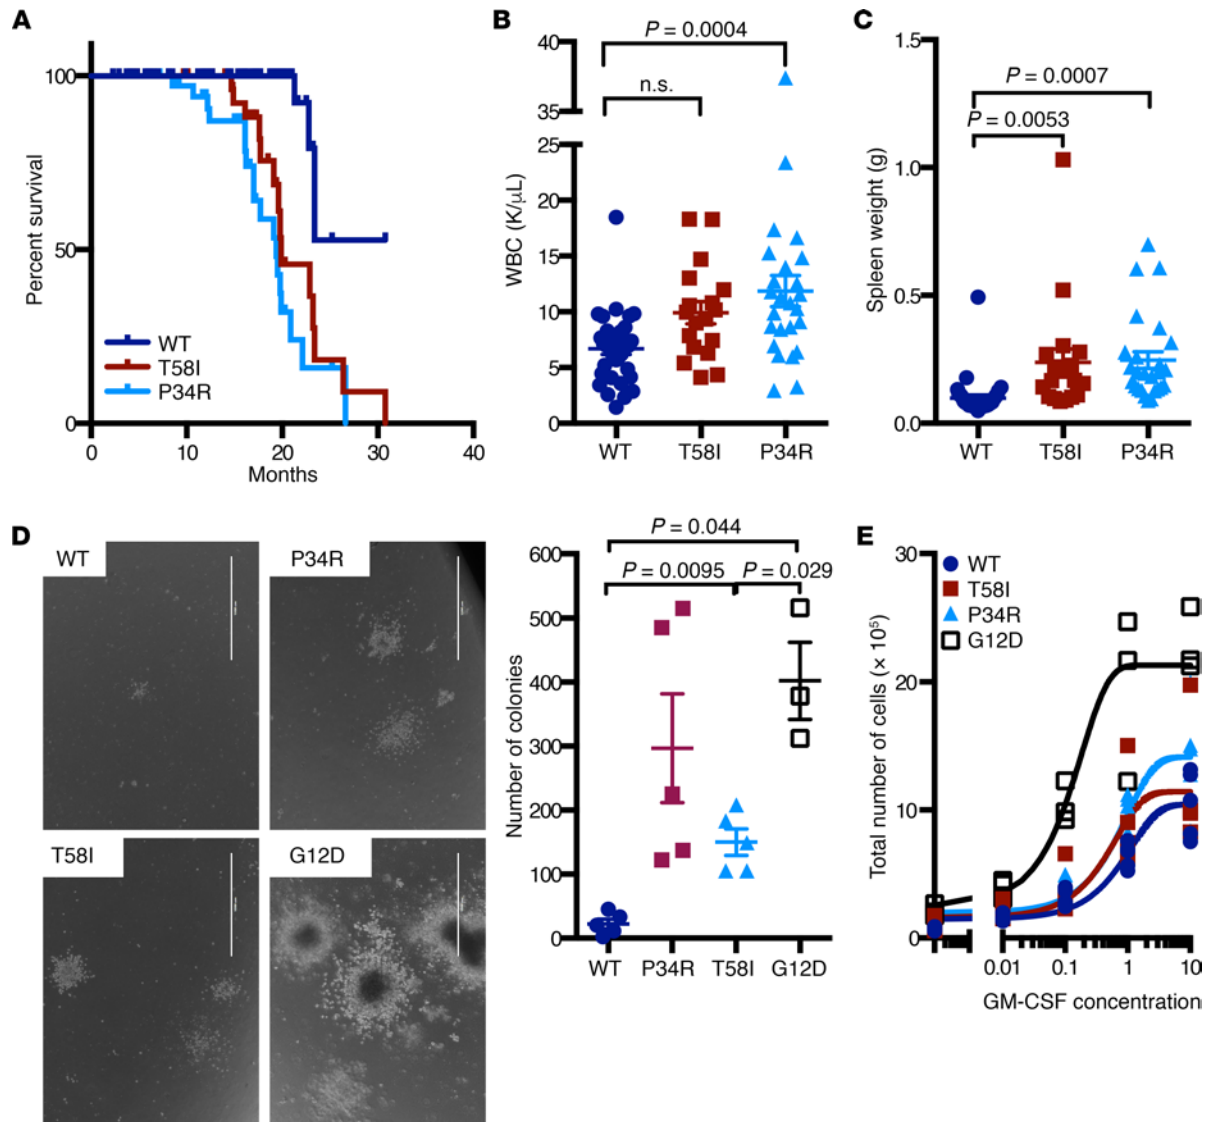 A
Percent survival
100
50
0
WT
T58I
P34R
0 10 20 30 40
Months
B
WBC (K/μL)
P = 0.0004
n.s.
40
35
25
20
15
10
5
0
WT T58I P34R
C
Spleen weight (g)
P = 0.0007
P = 0.0053
1.5
1.0
0.5
0.0
WT T58I P34R
D
WT
P34R
T58I
G12D
Number of colonies
P = 0.044
P = 0.0095
P = 0.029
600
500
400
300
200
100
0
WT P34R T58I G12D
E
Total number of cells (× 10⁵)
WT
T58I
P34R
G12D
30
20
10
0
0.01 0.1 1 10
GM-CSF concentration